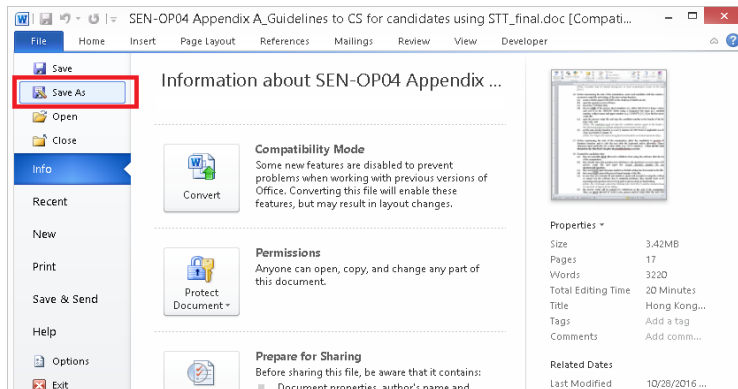 SEN-OP04 Appendix A_Guidelines to CS for candidates using STT_final.doc [Compati...
File Home Insert Page Layout References Mailings Review View Developer
Save
Save As
Open
Close
Info
Recent
New
Print
Save & Send
Help
Options
Exit
Information about SEN-OP04 Appendix ...
Convert
Compatibility Mode
Some new features are disabled to prevent
problems when working with previous versions of
Office. Converting this file will enable these
features, but may result in layout changes.
Protect
Document
Permissions
Anyone can open, copy, and change any part of
this document.
Prepare for Sharing
Before sharing this file, be aware that it contains:
Document properties, author's name and
Properties
Size 3.42MB
Pages 17
Words 3220
Total Editing Time 20 Minutes
Title Hong Kong...
Tags Add a tag
Comments Add comm...
Related Dates
Last Modified 10/28/2016 ...